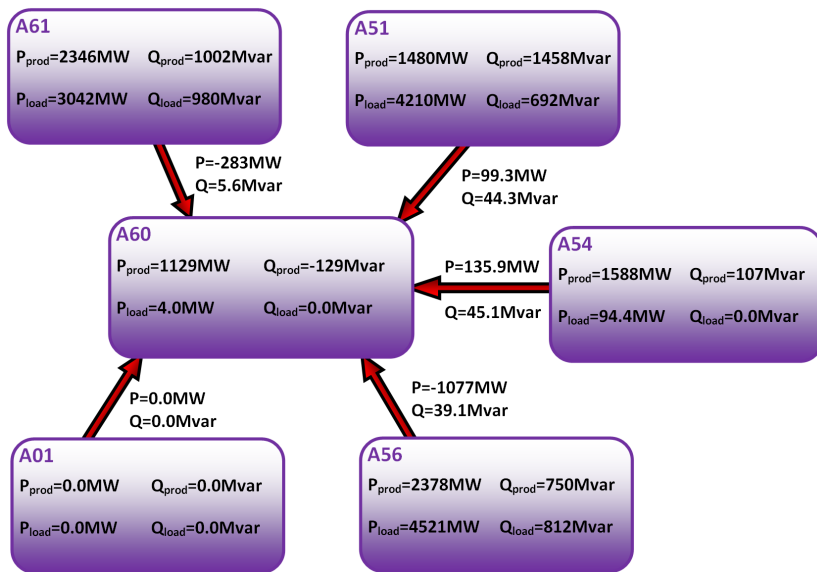 A61
Pprod=2346MW Qprod=1002Mvar
Pload=3042MW Qload=980Mvar
A51
Pprod=1480MW Qprod=1458Mvar
Pload=4210MW Qload=692Mvar
P=-283MW
Q=5.6Mvar
P=99.3MW
Q=44.3Mvar
A60
Pprod=1129MW Qprod=-129Mvar
Pload=4.0MW Qload=0.0Mvar
P=135.9MW
Q=45.1Mvar
A54
Pprod=1588MW Qprod=107Mvar
Pload=94.4MW Qload=0.0Mvar
P=0.0MW
Q=0.0Mvar
P=-1077MW
Q=39.1Mvar
A01
Pprod=0.0MW Qprod=0.0Mvar
Pload=0.0MW Qload=0.0Mvar
A56
Pprod=2378MW Qprod=750Mvar
Pload=4521MW Qload=812Mvar